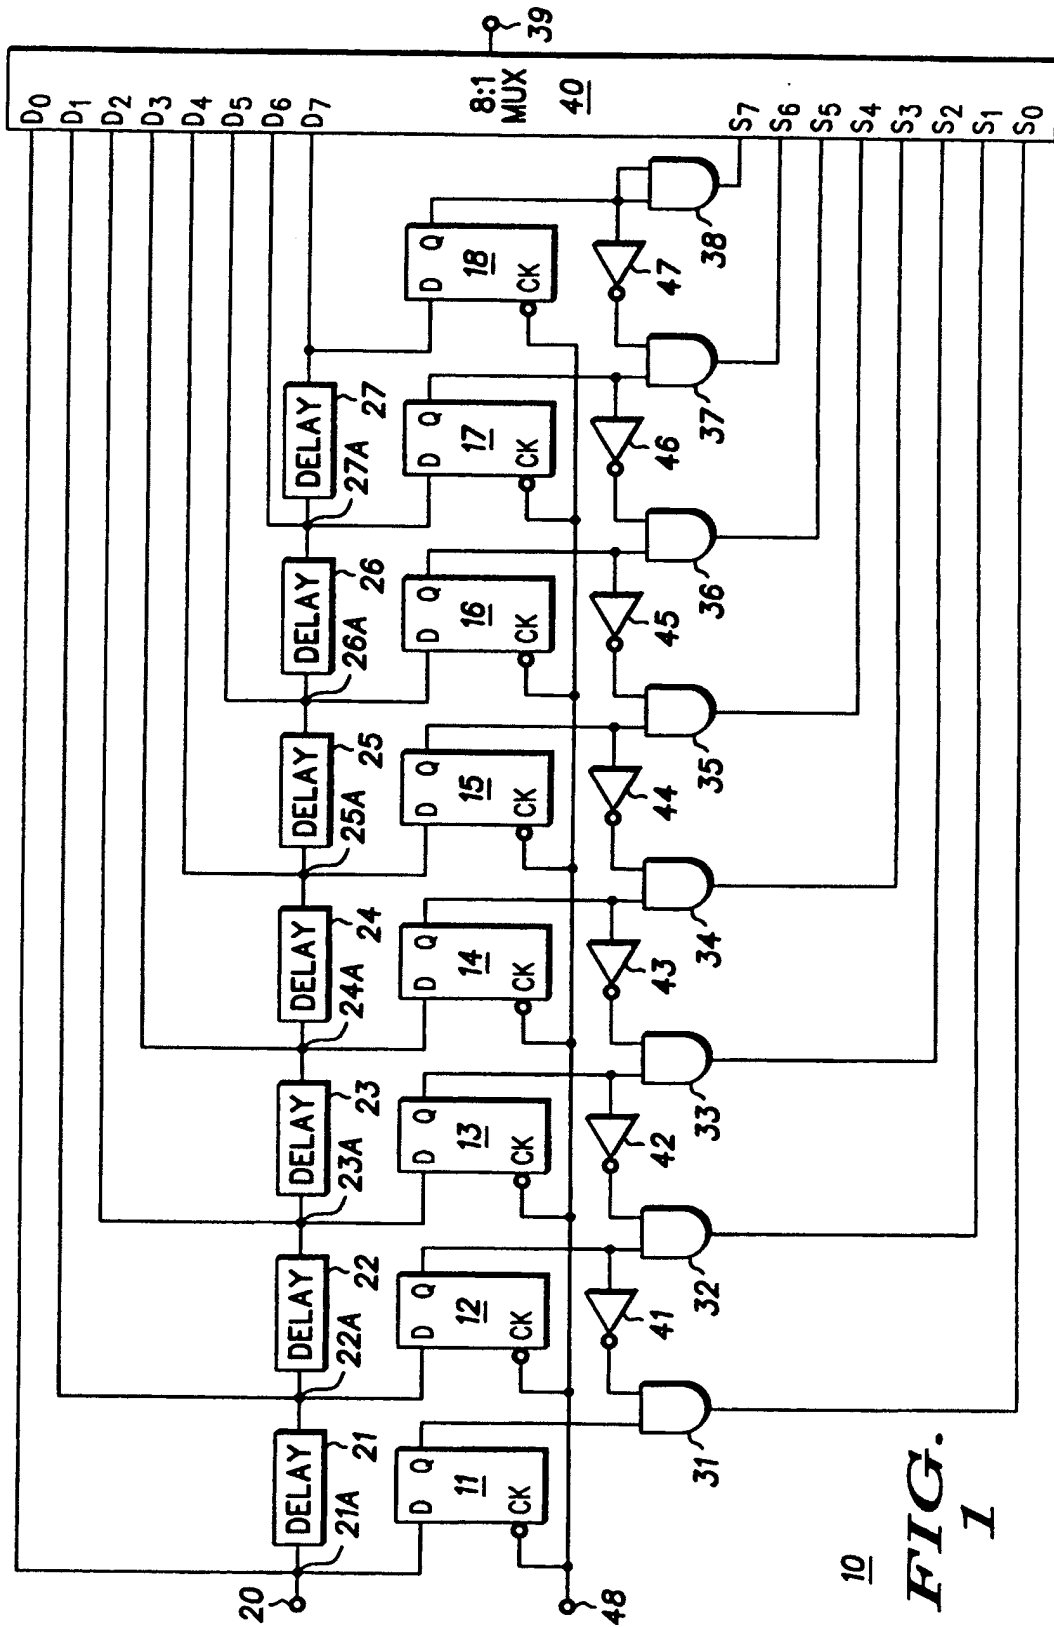 39
D0
D1
D2
D3
D4
D5
D6
D7
8:1
MUX
40
S7
S6
S5
S4
S3
S2
S1
S0
20
21A
DELAY
21
22A
DELAY
22
23A
DELAY
23
24A
DELAY
24
25A
DELAY
25
26A
DELAY
26
27A
DELAY
27
D
Q
11
CK
D
Q
12
CK
D
Q
13
CK
D
Q
14
CK
D
Q
15
CK
D
Q
16
CK
D
Q
17
CK
D
Q
18
CK
48
41
42
43
44
45
46
47
31
32
33
34
35
36
37
38
10
FIG.
1